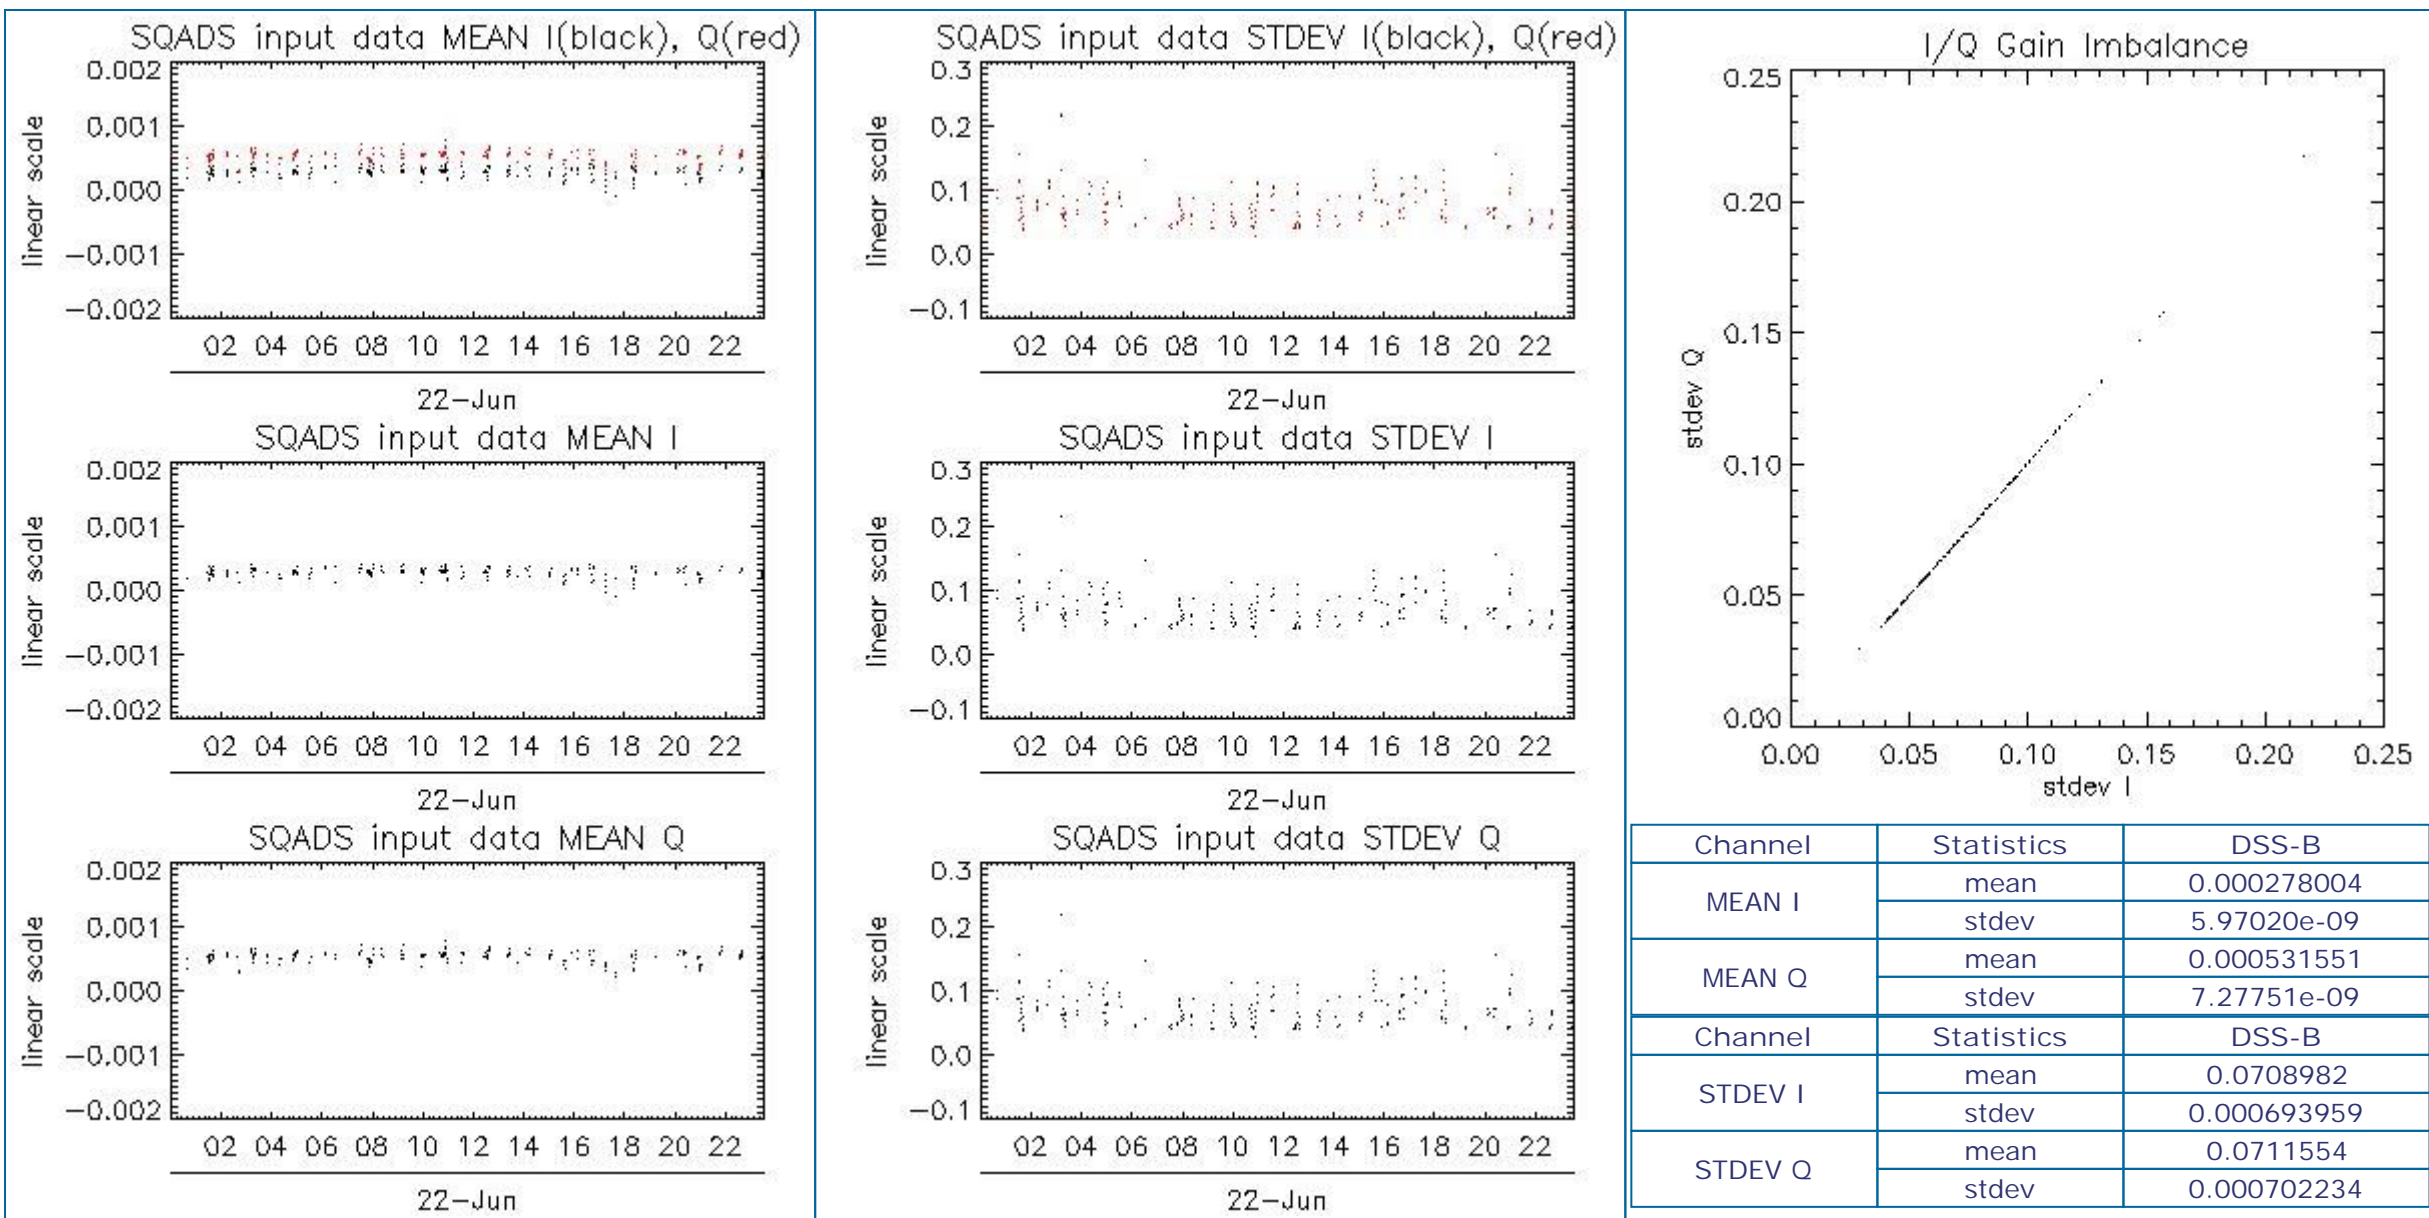 SQADS input data MEAN I(black), Q(red)
0.002
0.001
0.000
-0.001
-0.002
linear scale
02 04 06 08 10 12 14 16 18 20 22
22-Jun
SQADS input data MEAN I
0.002
0.001
0.000
-0.001
-0.002
linear scale
02 04 06 08 10 12 14 16 18 20 22
22-Jun
SQADS input data MEAN Q
0.002
0.001
0.000
-0.001
-0.002
linear scale
02 04 06 08 10 12 14 16 18 20 22
22-Jun
SQADS input data STDEV I(black), Q(red)
0.3
0.2
0.1
0.0
-0.1
linear scale
02 04 06 08 10 12 14 16 18 20 22
22-Jun
SQADS input data STDEV I
0.3
0.2
0.1
0.0
-0.1
linear scale
02 04 06 08 10 12 14 16 18 20 22
22-Jun
SQADS input data STDEV Q
0.3
0.2
0.1
0.0
-0.1
linear scale
02 04 06 08 10 12 14 16 18 20 22
22-Jun
I/Q Gain Imbalance
0.25
0.20
0.15
0.10
0.05
0.00
stdev Q
0.00 0.05 0.10 0.15 0.20 0.25
stdev I
Channel Statistics DSS-B
MEAN I mean 0.000278004
stdev 5.97020e-09
MEAN Q mean 0.000531551
stdev 7.27751e-09
Channel Statistics DSS-B
STDEV I mean 0.0708982
stdev 0.000693959
STDEV Q mean 0.0711554
stdev 0.000702234